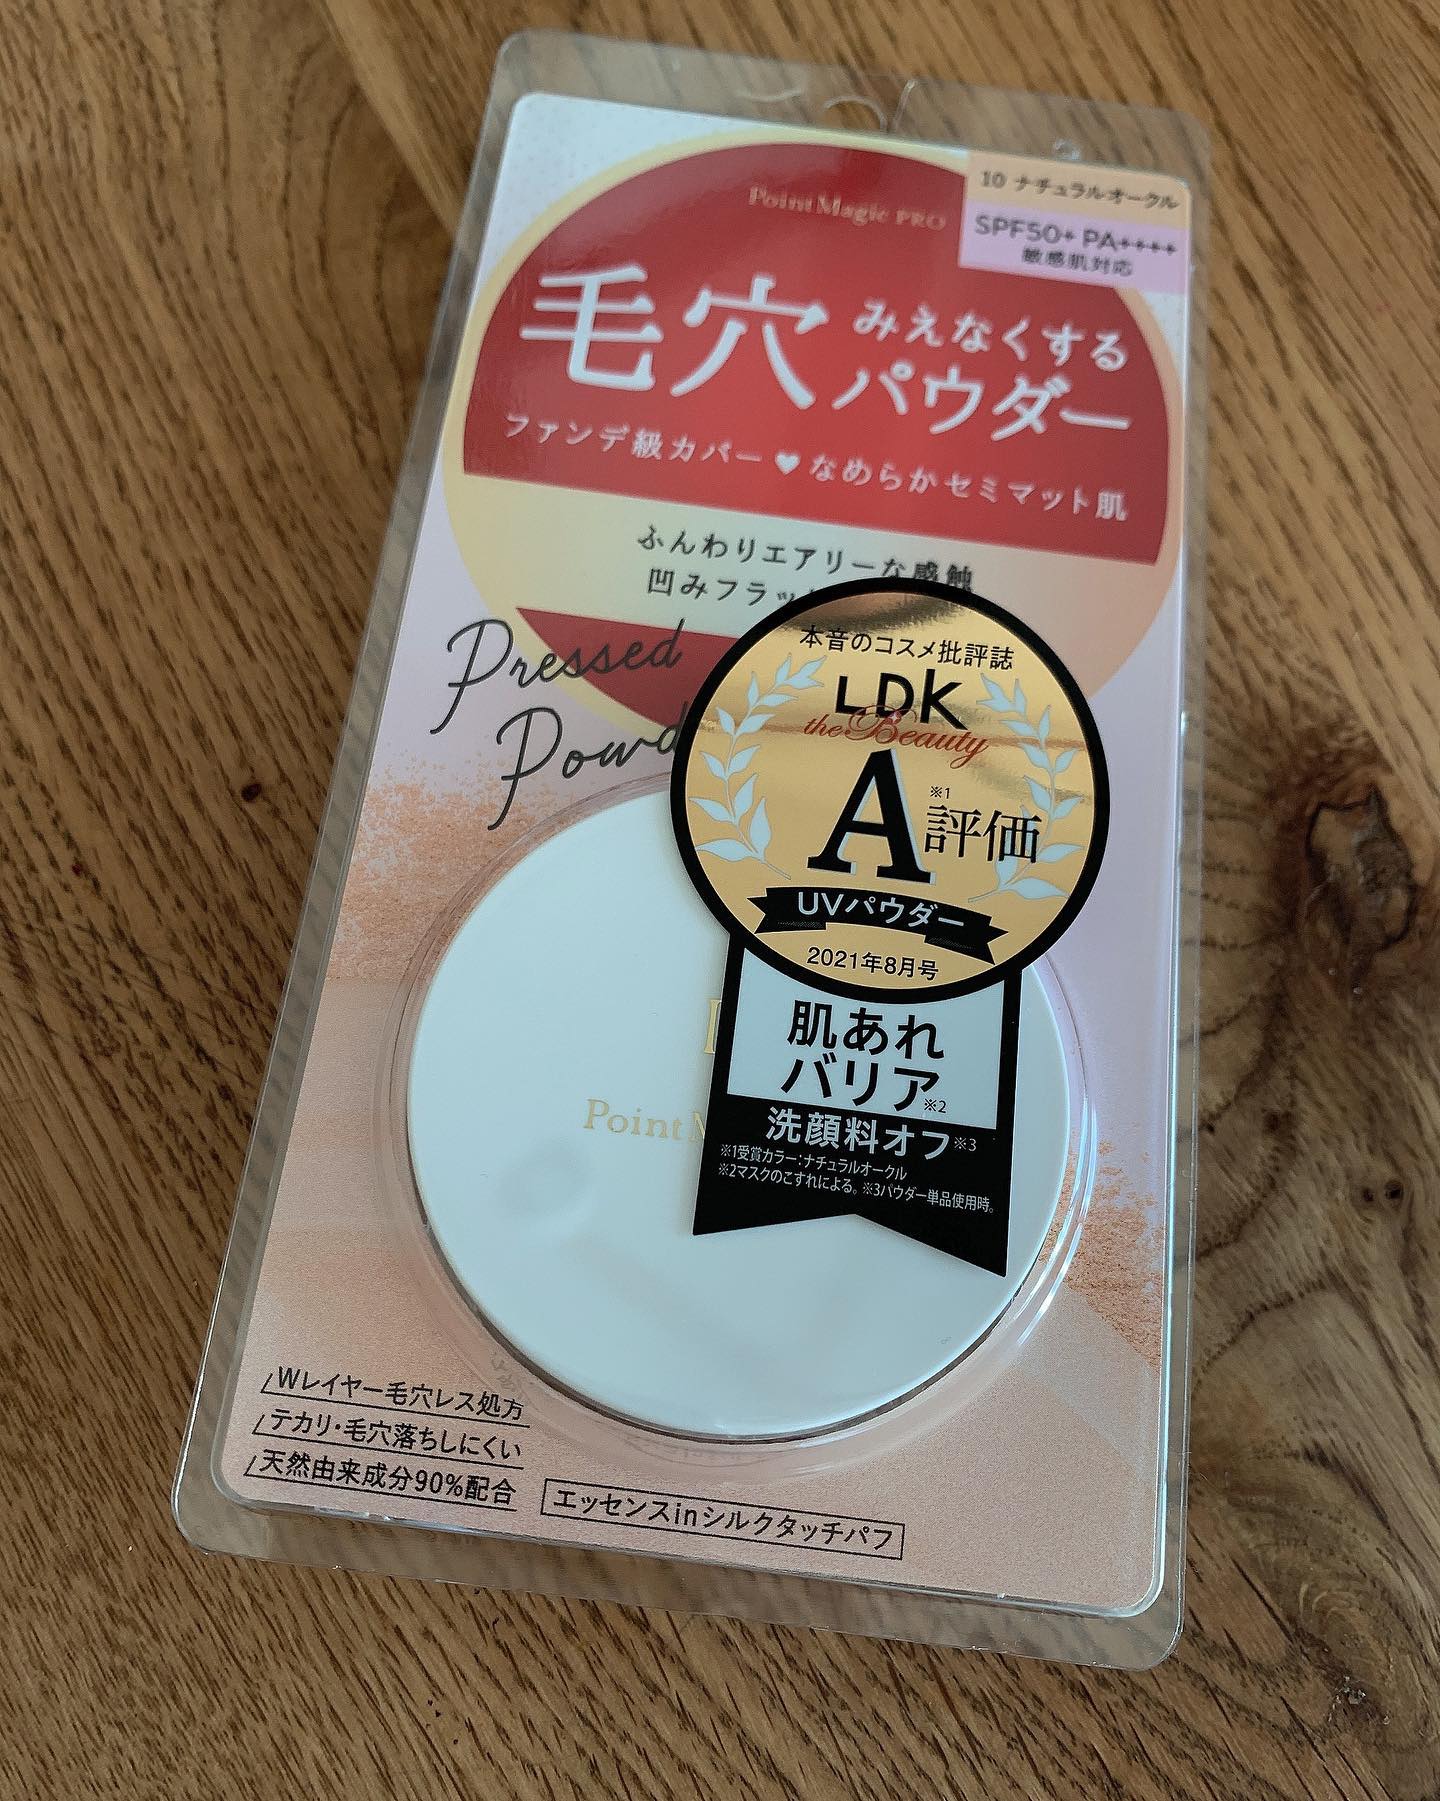 PointMagic PRO
10 ナチュラルオークル
SPF50+ PA++++
敏感肌対応
毛穴みえなくする
パウダー
ファンデ級カバー♥なめらかセミマット肌
ふんわりエアリーな感触
凹みフラッ
Pressed
Powd
本音のコスメ批評誌
LDK
the Beauty
A※1評価
UVパウダー
2021年8月号
肌あれ
バリア※2
洗顔料オフ※3
※1受賞カラー:ナチュラルオークル
※2マスクのこすれによる。※3パウダー単品使用時。
Point
Wレイヤー毛穴レス処方
テカリ・毛穴落ちしにくい
天然由来成分90%配合
エッセンスinシルクタッチパフ